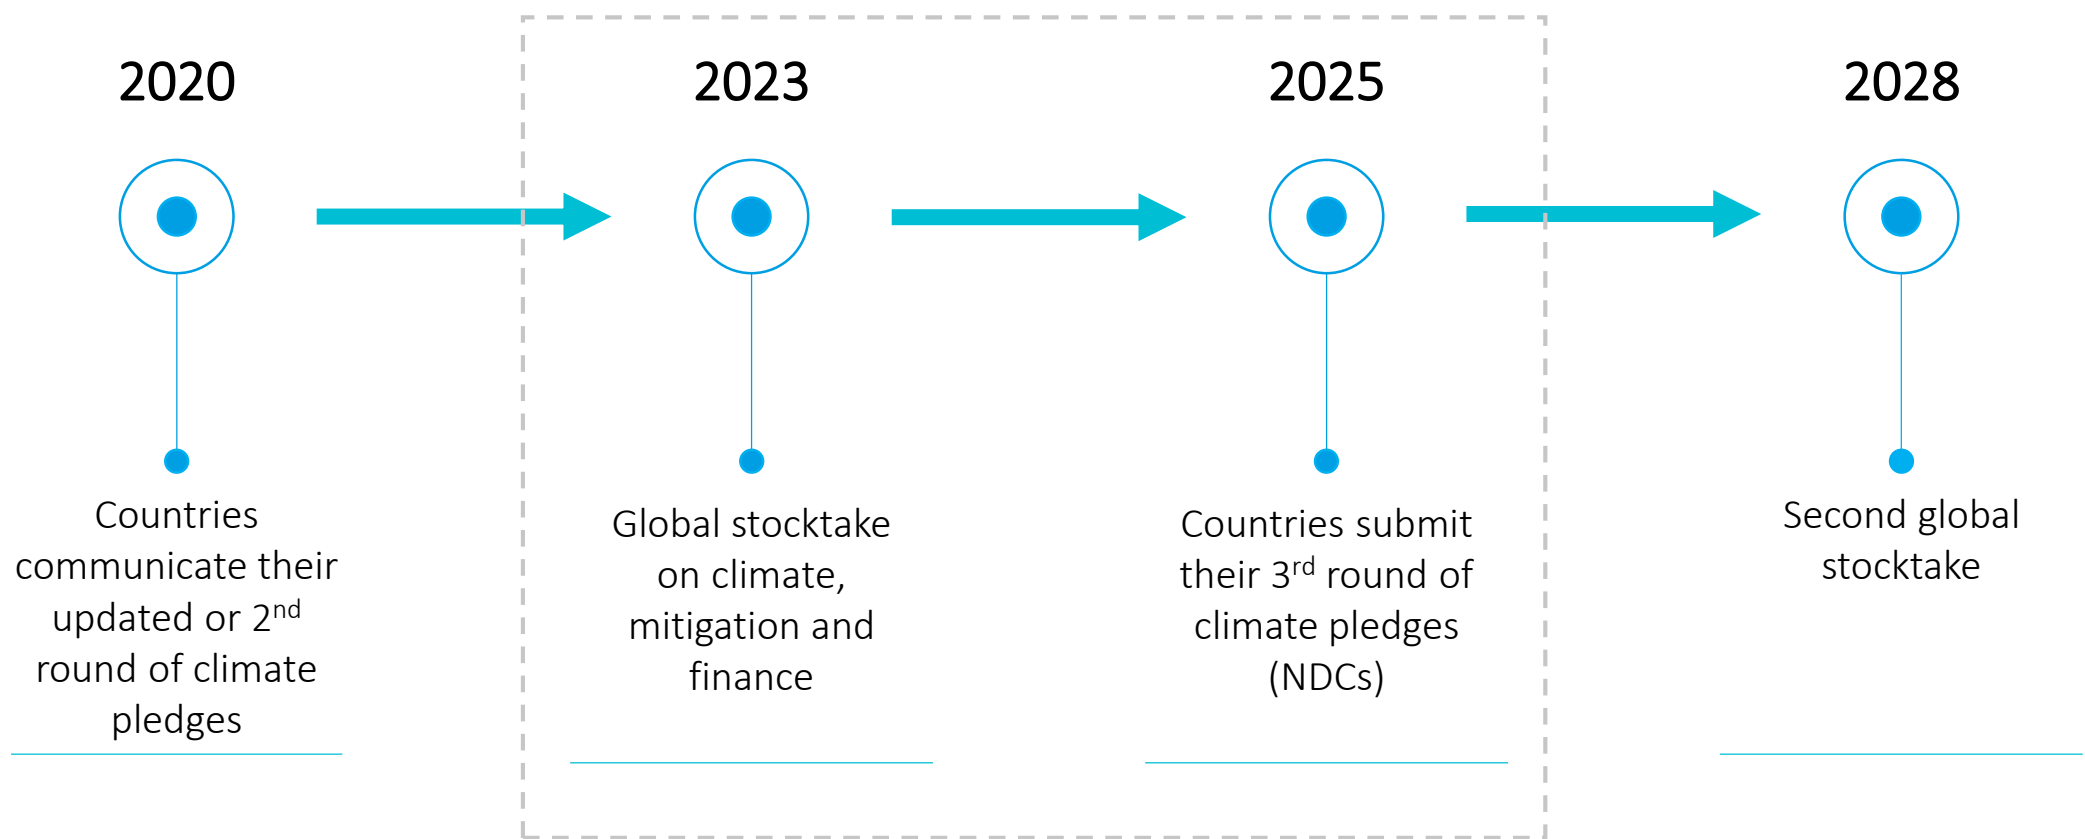 2020
2023
2025
2028
Countries
communicate their
updated or 2nd
round of climate
pledges
Global stocktake
on climate,
mitigation and
finance
Countries submit
their 3rd round of
climate pledges
(NDCs)
Second global
stocktake